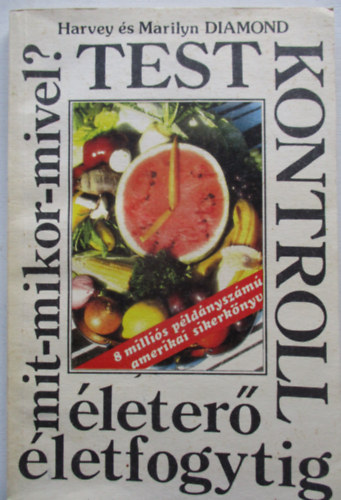 Harvey és Marilyn DIAMOND
TEST
KONTROLL
mit-mikor-mivel?
8 milliós példányszámú
amerikai sikerkönyv
életerő
életfogytig